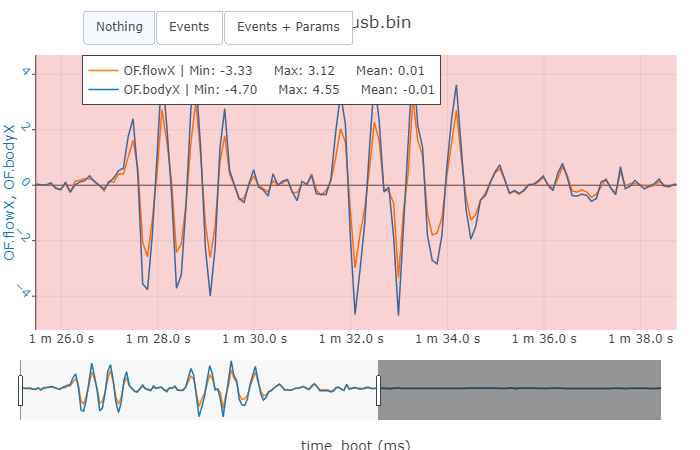 Nothing Events Events + Params usb.bin
OF.flowX | Min: -3.33 Max: 3.12 Mean: 0.01
OF.bodyX | Min: -4.70 Max: 4.55 Mean: -0.01
OF.flowX, OF.bodyX
4
2
0
-2
-4
1 m 26.0 s 1 m 28.0 s 1 m 30.0 s 1 m 32.0 s 1 m 34.0 s 1 m 36.0 s 1 m 38.0 s
time_boot (ms)